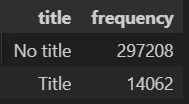 title frequency
No title 297208
Title 14062